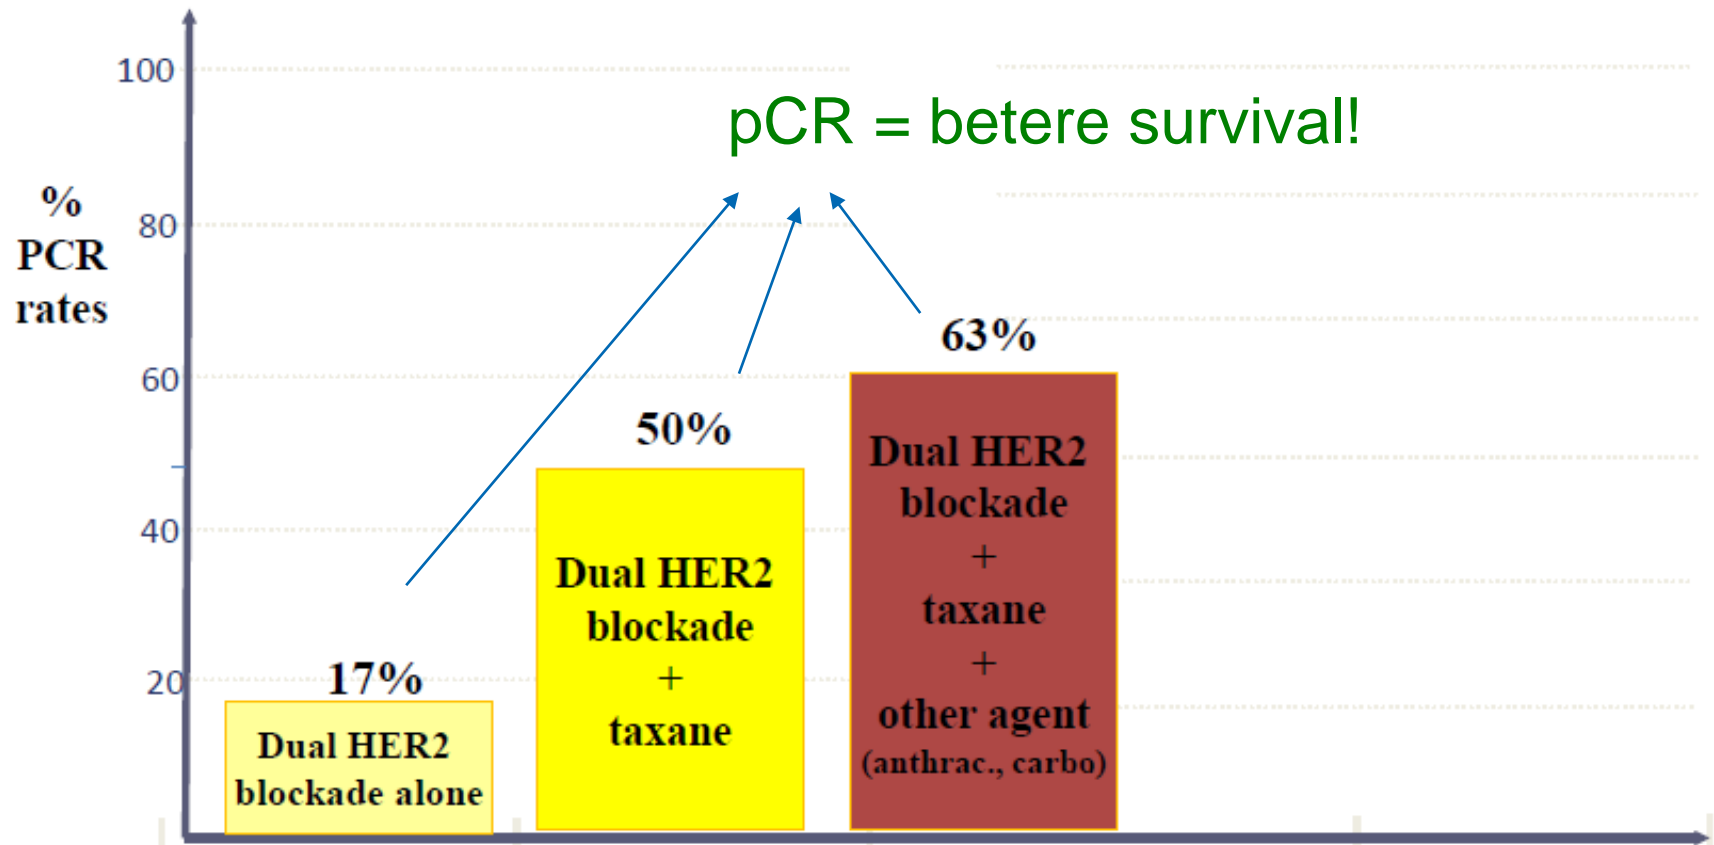 pCR = betere survival!
%
PCR
rates
100
80
60
40
20
17%
Dual HER2
blockade alone
50%
Dual HER2
blockade
+
taxane
63%
Dual HER2
blockade
+
taxane
+
other agent
(anthrac., carbo)